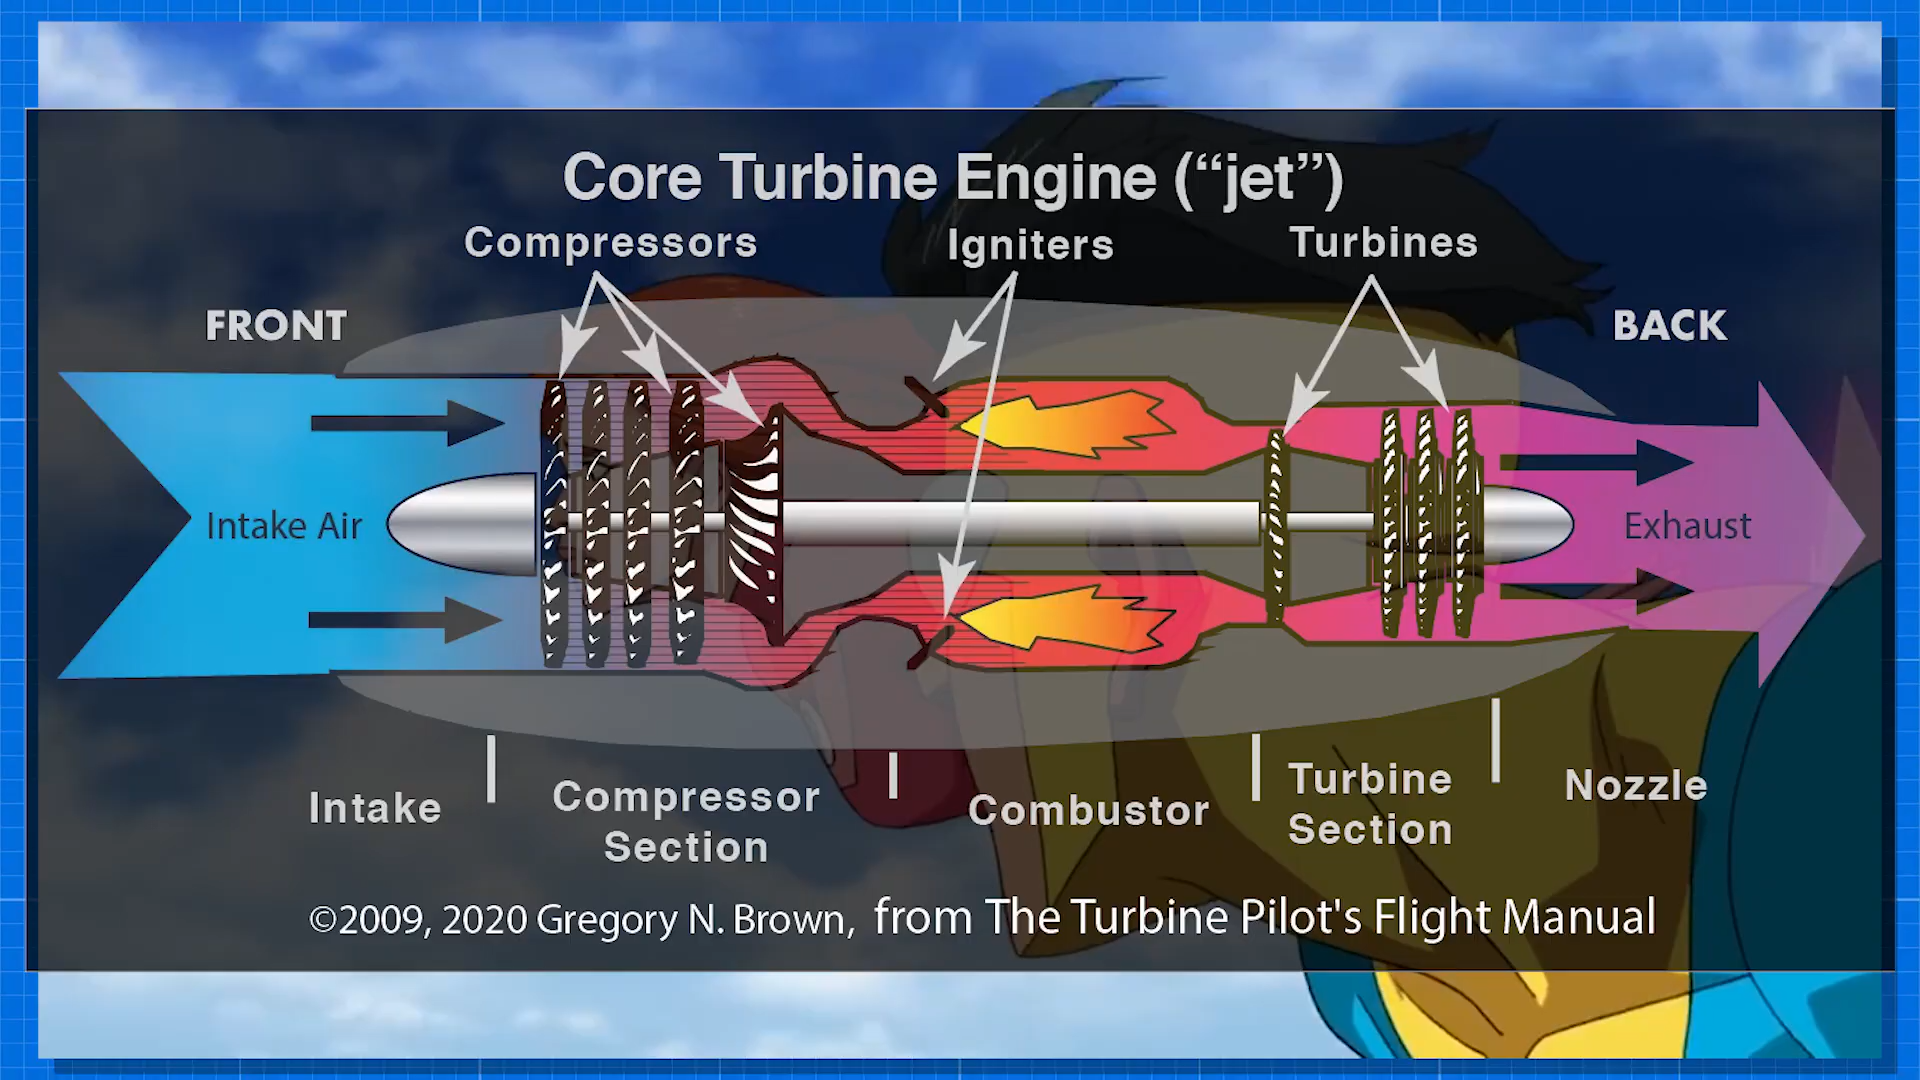 Core Turbine Engine (“jet”)
Compressors
Igniters
Turbines
FRONT
BACK
Intake Air
Exhaust
Intake
Compressor
Section
Combustor
Turbine
Section
Nozzle
©2009, 2020 Gregory N. Brown, from The Turbine Pilot's Flight Manual